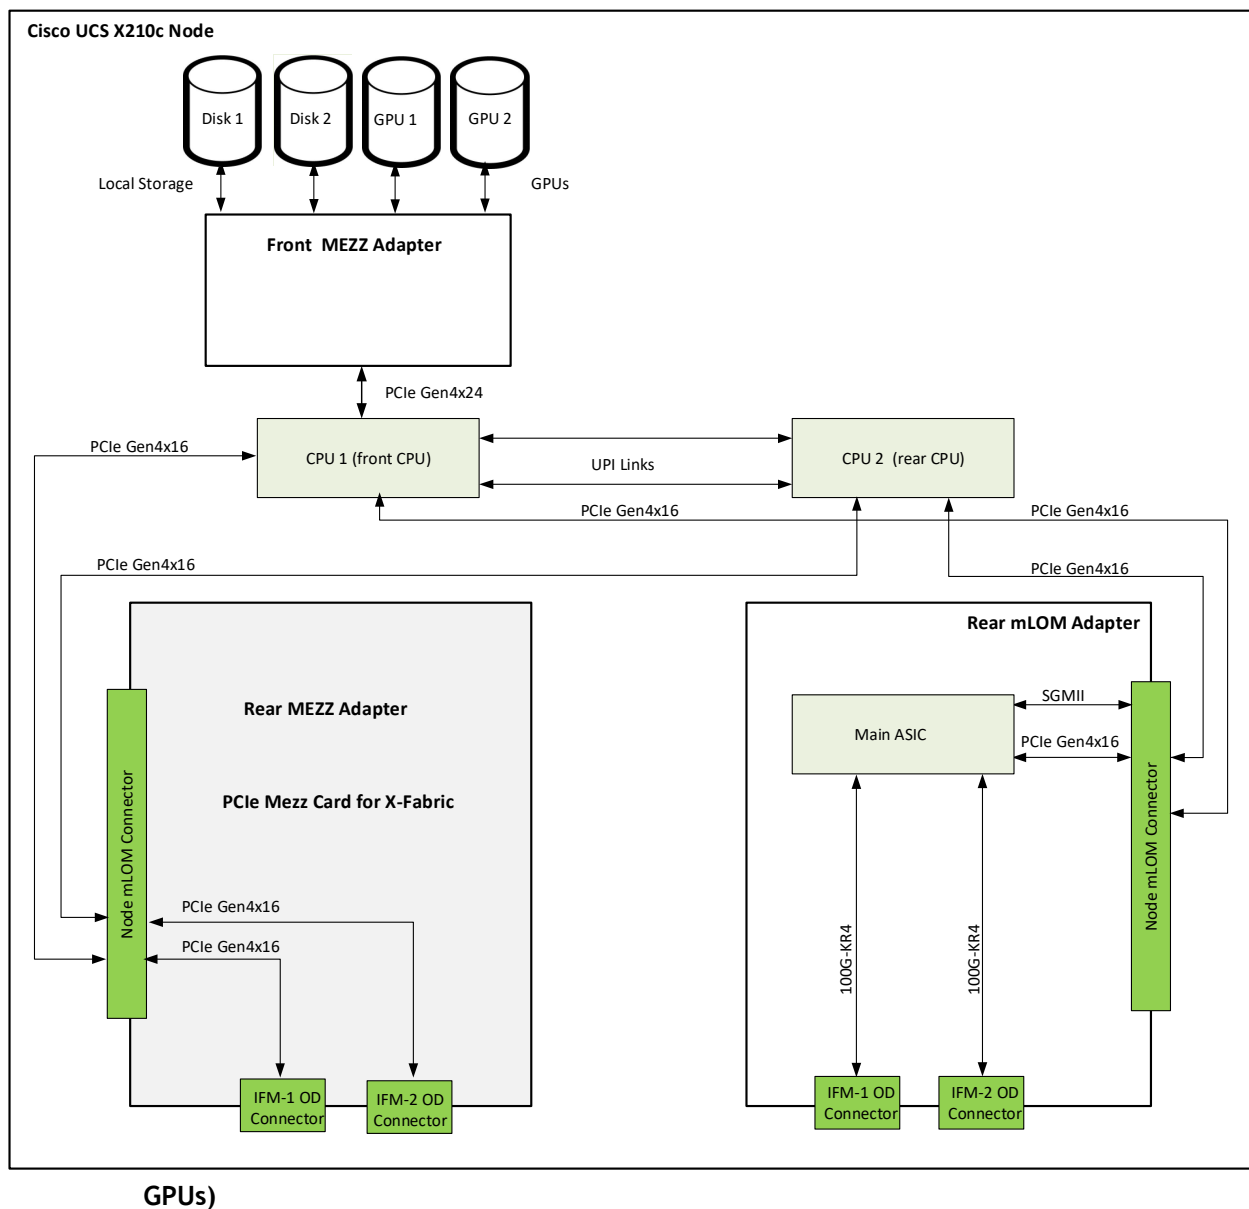 Cisco UCS X210c Node
Disk 1
Disk 2
GPU 1
GPU 2
Local Storage
GPUs
Front MEZZ Adapter
PCIe Gen4x24
PCIe Gen4x16
CPU 1 (front CPU)
UPI Links
CPU 2 (rear CPU)
PCIe Gen4x16
PCIe Gen4x16
PCIe Gen4x16
PCIe Gen4x16
Rear MEZZ Adapter
PCIe Mezz Card for X-Fabric
Node mLOM Connector
PCIe Gen4x16
PCIe Gen4x16
IFM-1 OD
Connector
IFM-2 OD
Connector
Rear mLOM Adapter
SGMII
Main ASIC
PCIe Gen4x16
Node mLOM Connector
100G-KR4
100G-KR4
IFM-1 OD
Connector
IFM-2 OD
Connector
GPUs)